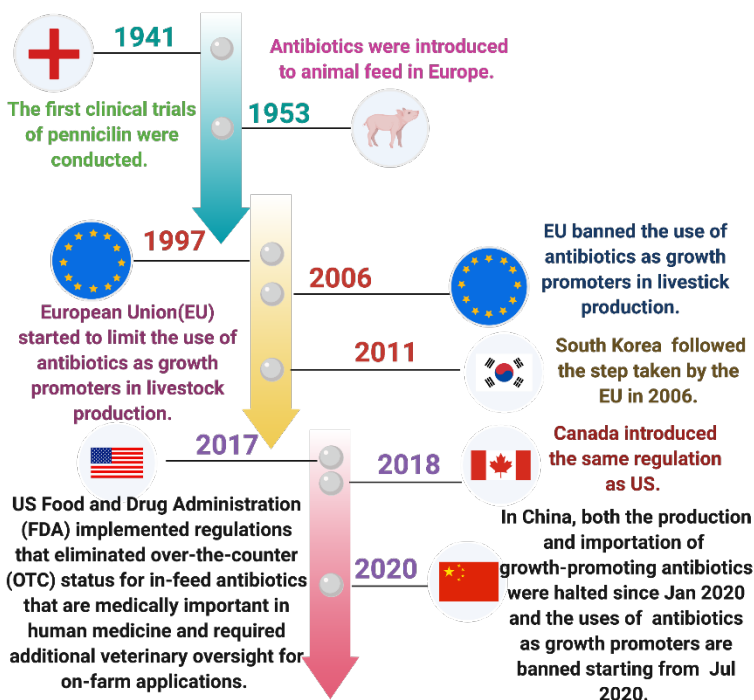 1941
The first clinical trials
of pennicilin were
conducted.
Antibiotics were introduced
to animal feed in Europe.
1953
1997
European Union(EU)
started to limit the use of
antibiotics as growth
promoters in livestock
production.
2006
EU banned the use of
antibiotics as growth
promoters in livestick
production.
2011
South Korea followed
the step taken by the
EU in 2006.
2017
US Food and Drug Administration
(FDA) implemented regulations
that eliminated over-the-counter
(OTC) status for in-feed antibiotics
that are medically important in
human medicine and required
additional veterinary oversight for
on-farm applications.
2018
Canada introduced
the same regulation
as US.
2020
In China, both the production
and importation of
growth-promoting antibiotics
were halted since Jan 2020
and the uses of antibiotics
as growth promoters are
banned starting from Jul
2020.